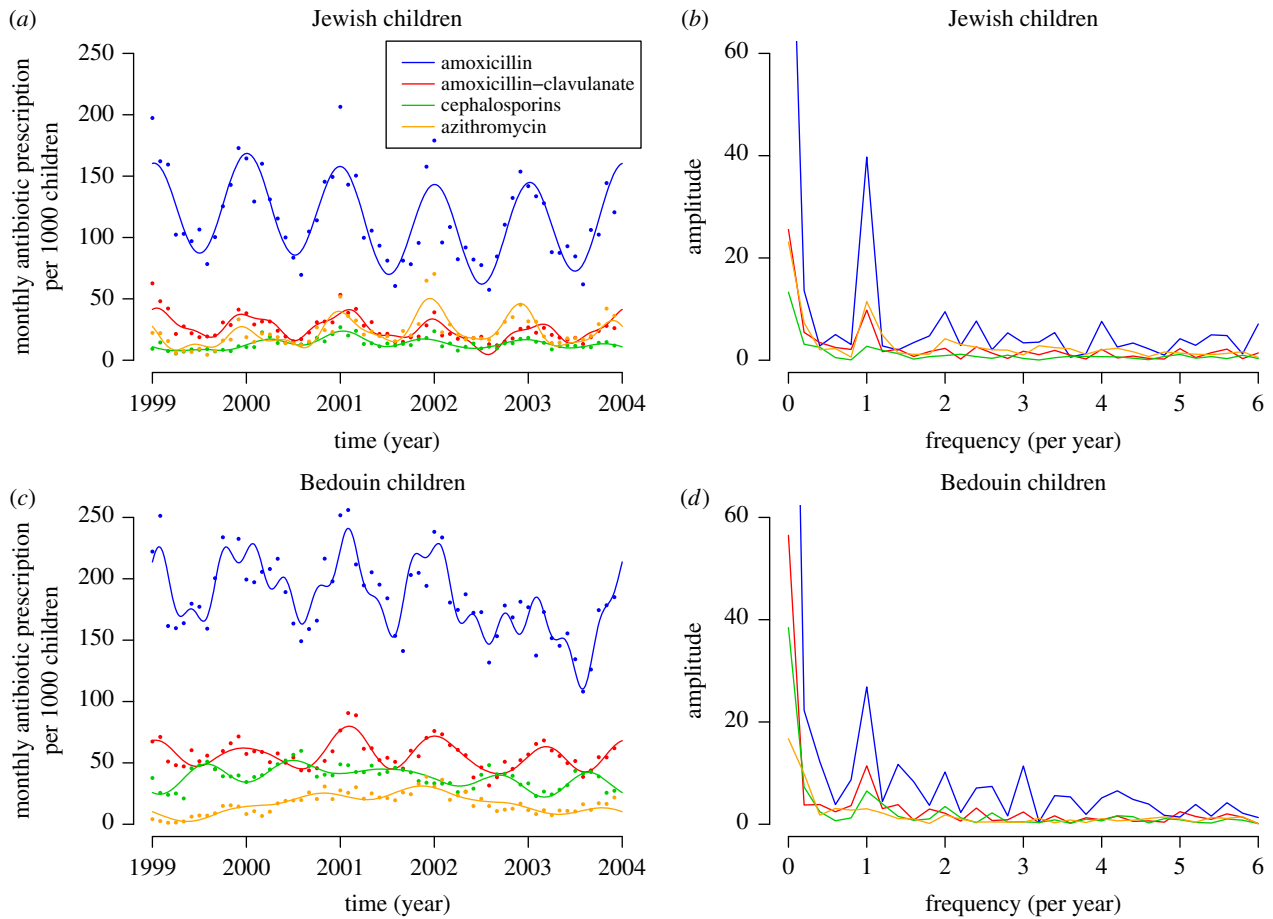 (a)
Jewish children
monthly antibiotic prescription
per 1000 children
250
200
150
100
50
0
amoxicillin
amoxicillin–clavulanate
cephalosporins
azithromycin
1999 2000 2001 2002 2003 2004
time (year)
(b)
Jewish children
amplitude
60
40
20
0
0 1 2 3 4 5 6
frequency (per year)
(c)
Bedouin children
monthly antibiotic prescription
per 1000 children
250
200
150
100
50
0
1999 2000 2001 2002 2003 2004
time (year)
(d)
Bedouin children
amplitude
60
40
20
0
0 1 2 3 4 5 6
frequency (per year)